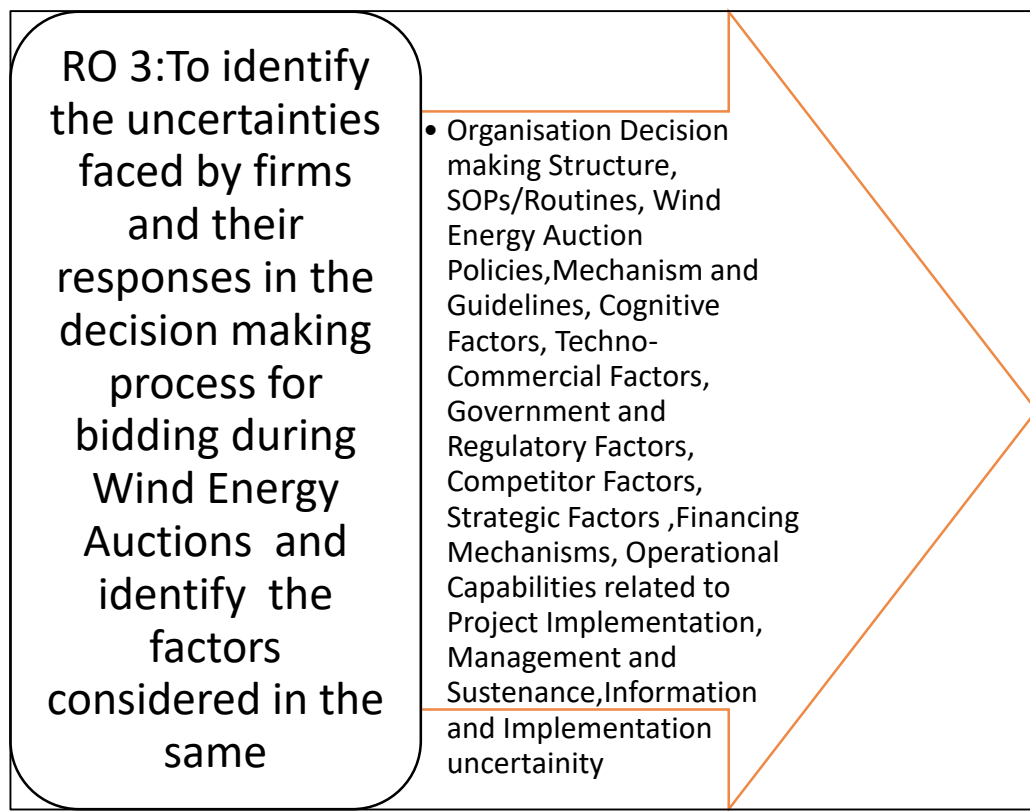 RO 3:To identify
the uncertainties
faced by firms
and their
responses in the
decision making
process for
bidding during
Wind Energy
Auctions and
identify the
factors
considered in the
same
• Organisation Decision
making Structure,
SOPs/Routines, Wind
Energy Auction
Policies,Mechanism and
Guidelines, Cognitive
Factors, Techno-
Commercial Factors,
Government and
Regulatory Factors,
Competitor Factors,
Strategic Factors ,Financing
Mechanisms, Operational
Capabilities related to
Project Implementation,
Management and
Sustenance,Information
and Implementation
uncertainity